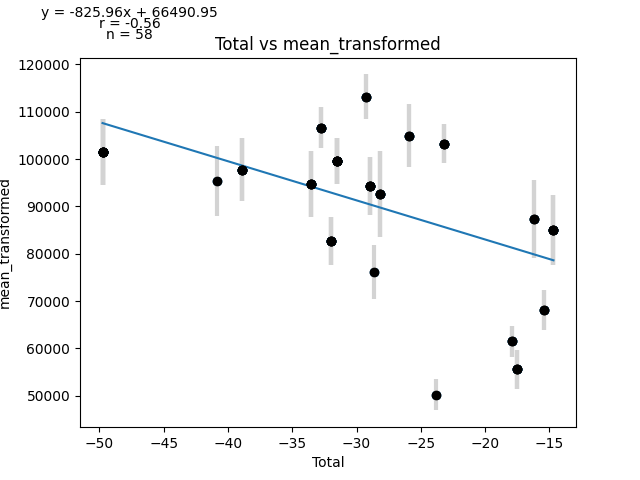 y = -825.96x + 66490.95
r = -0.56
n = 58
Total vs mean_transformed
120000
110000
100000
90000
80000
70000
60000
50000
mean_transformed
−50
−45
−40
−35
−30
−25
−20
−15
Total